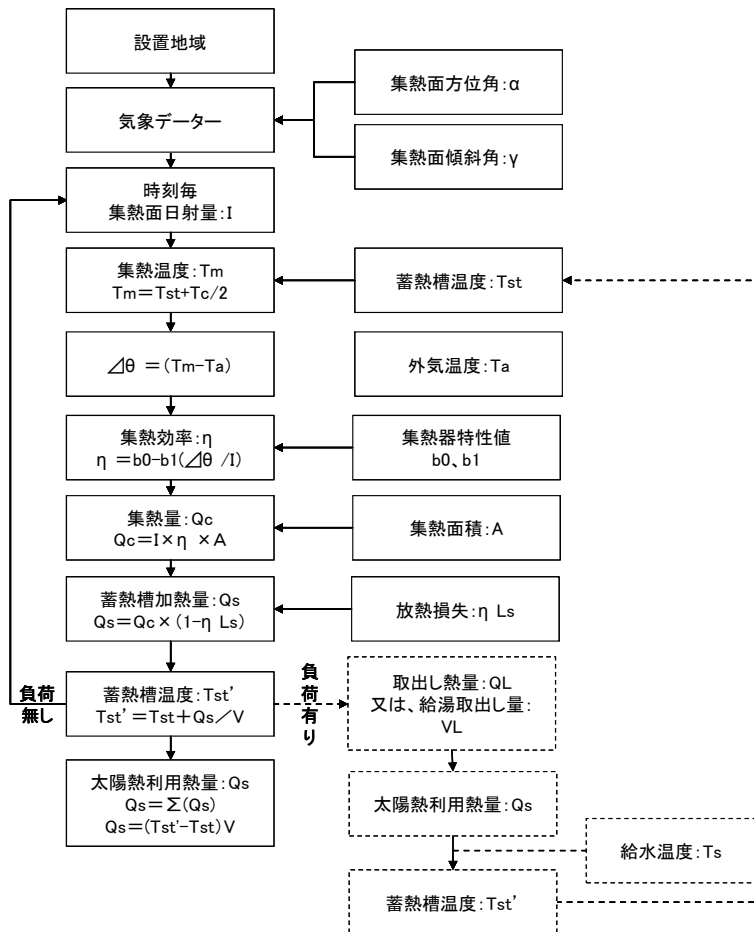 設置地域
気象データー
集熱面方位角:α
集熱面傾斜角:γ
時刻毎
集熱面日射量:I
集熱温度:Tm
Tm=Tst+Tc/2
蓄熱槽温度:Tst
⊿θ =(Tm-Ta)
外気温度:Ta
集熱効率:η
η =b0-b1(⊿θ /I)
集熱器特性値
b0、b1
集熱量:Qc
Qc=I×η ×A
集熱面積:A
蓄熱槽加熱量:Qs
Qs=Qc×(1-η Ls)
放熱損失:η Ls
負荷
無し
蓄熱槽温度:Tst'
Tst'=Tst+Qs/V
負荷有り
取出し熱量:QL
又は、給湯取出し量:
VL
太陽熱利用熱量:Qs
Qs=Σ(Qs)
Qs=(Tst'-Tst)V
太陽熱利用熱量:Qs
給水温度:Ts
蓄熱槽温度:Tst'